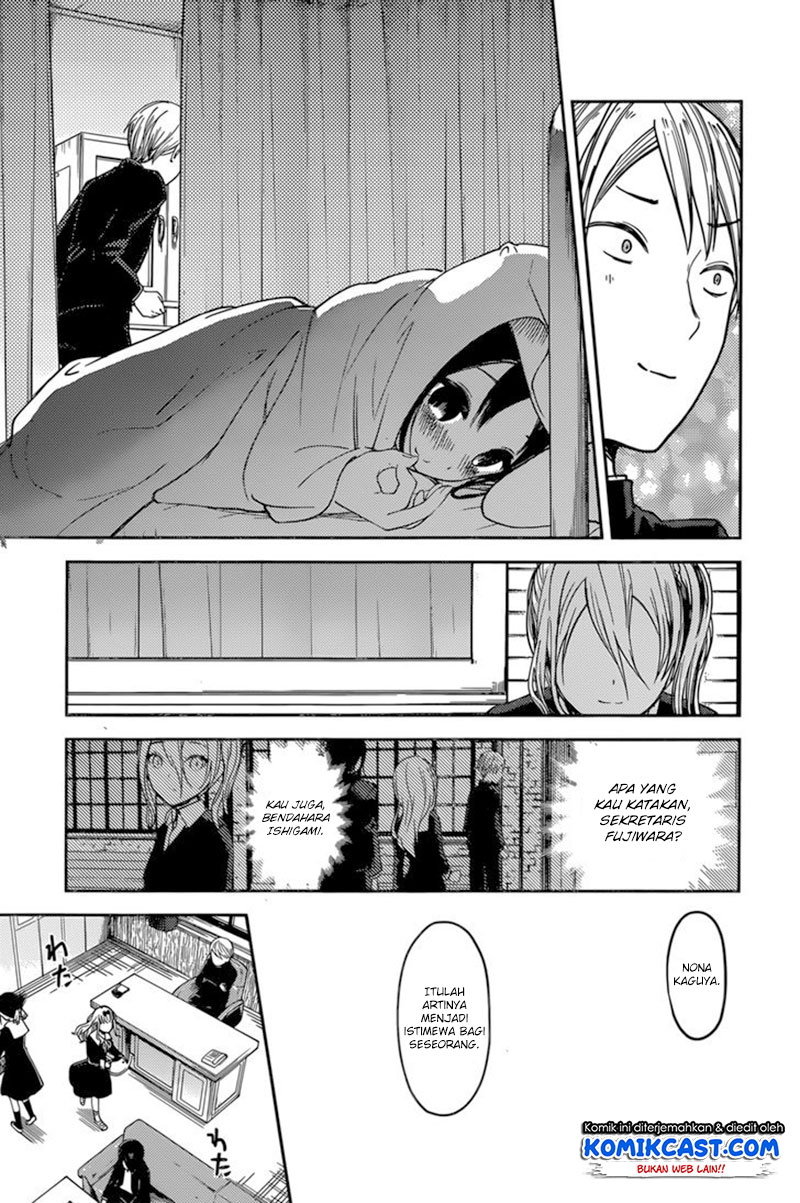 小
APA YANG
KAU KATAKAN,
SEKRETARIS
FUJIWARA?
KAU JUGA,
BENDAHARA
ISHIGAMI.
NONA
KAGUYA.
ITULAH
ARTINYA
MENJADI
ISTIMEWA BAGI
SESEORANG.
わた
わた
Komik ini diterjemahkan & diedit oleh
KOMIKCAST.COM
BUKAN WEB LAIN!!